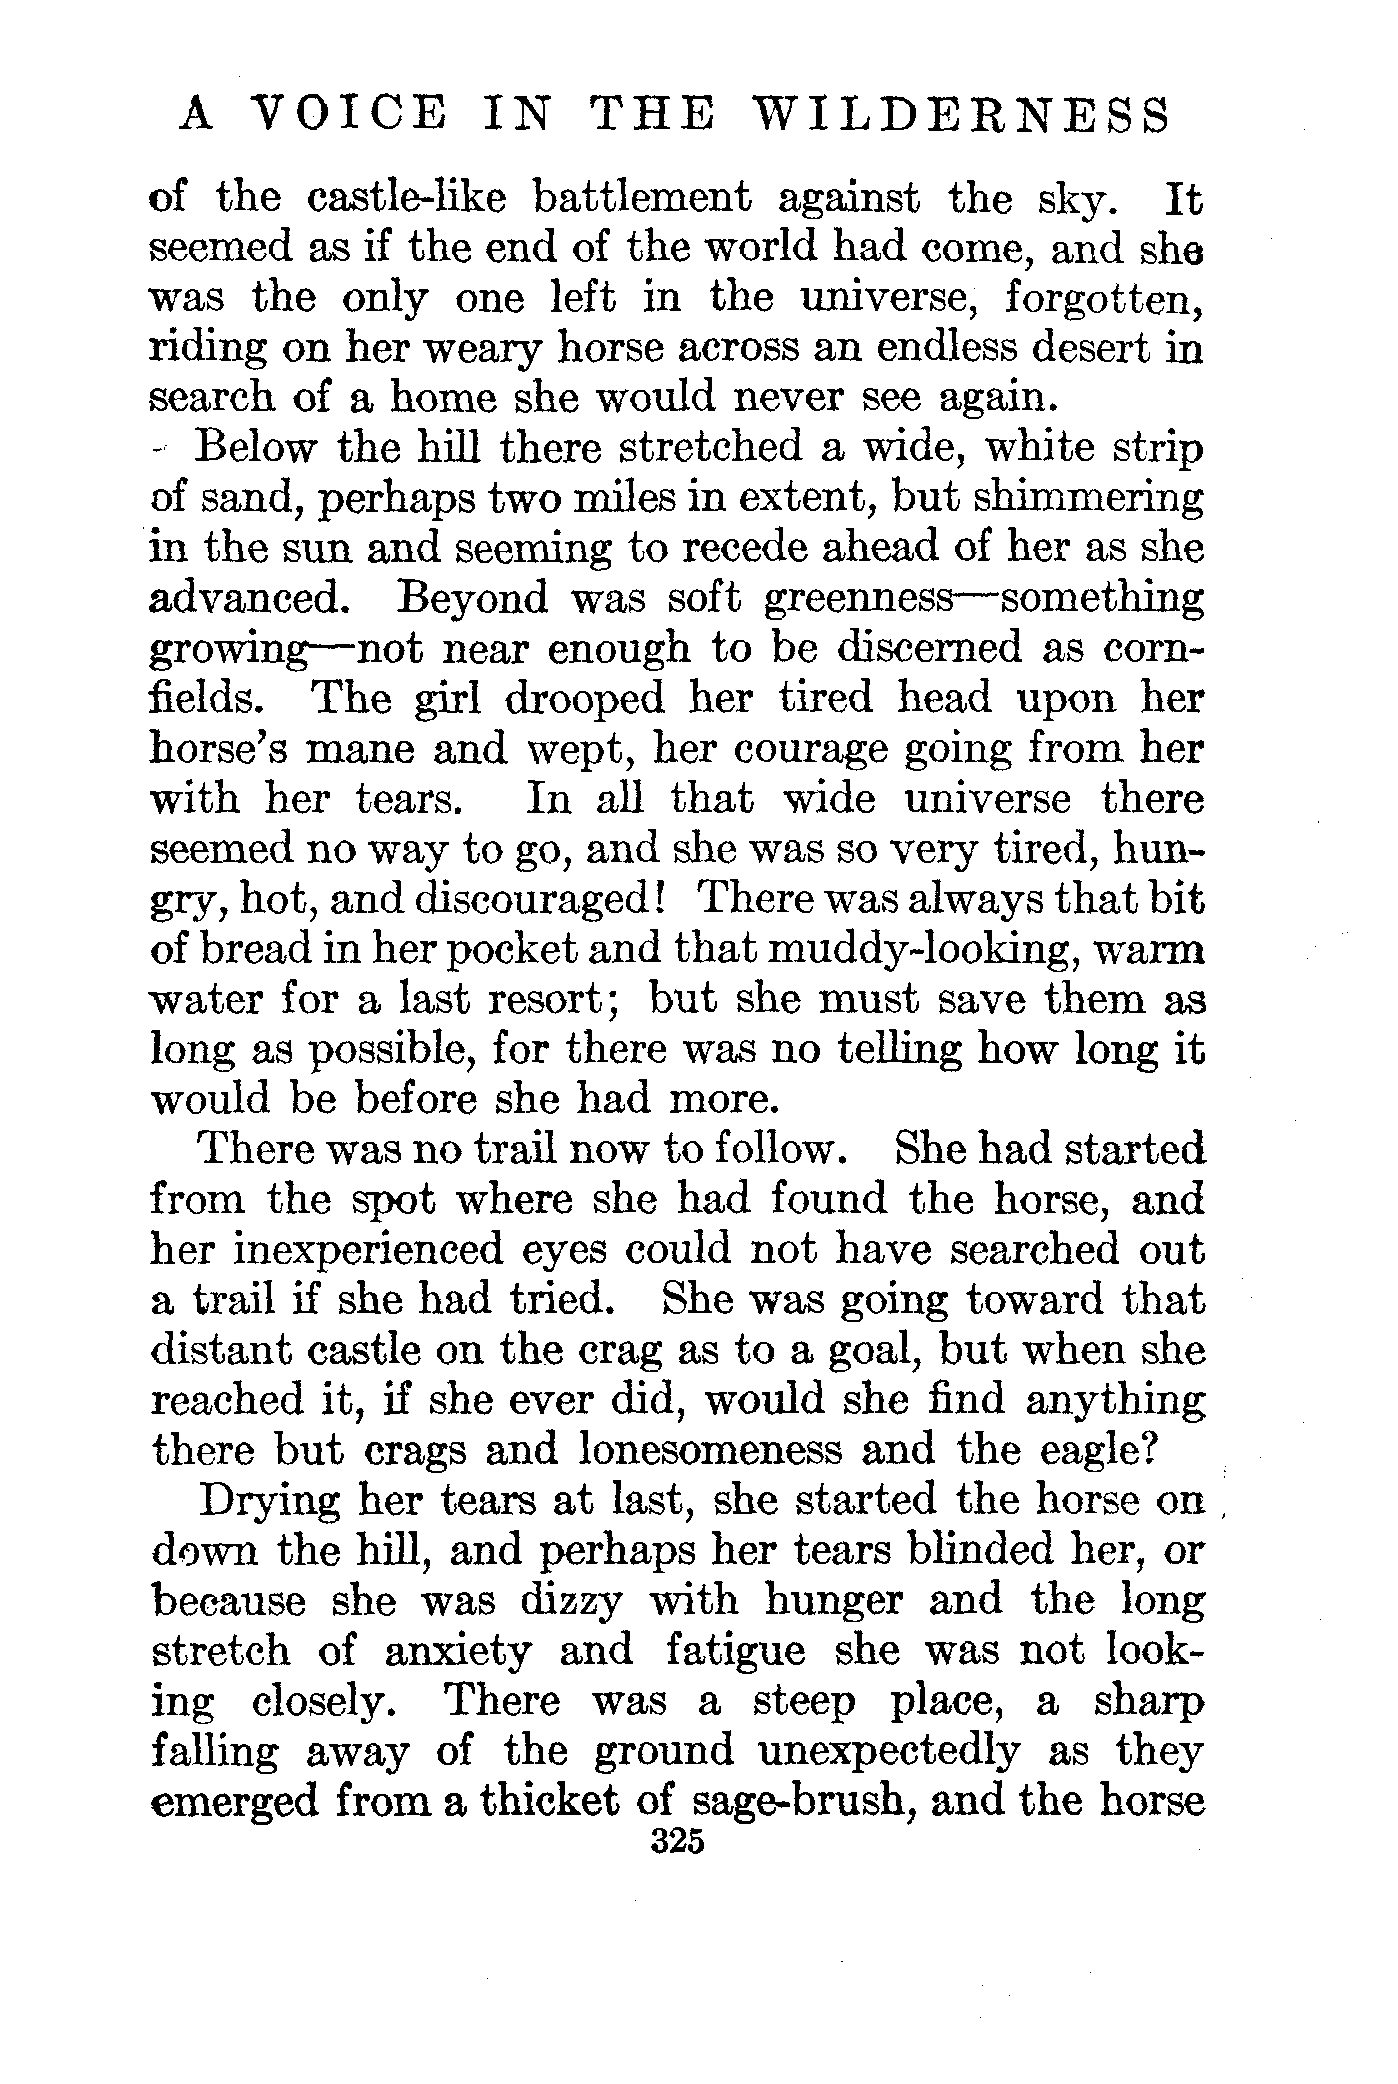 A VOICE IN THE WILDERNESS
of the castle-like battlement against the sky. It
seemed as if the end of the world had come, and she
was the only one left in the universe, forgotten,
riding on her weary horse across an endless desert in
search of a home she would never see again.
Below the hill there stretched a wide, white strip
of sand, perhaps two miles in extent, but shimmering
in the sun and seeming to recede ahead of her as she
advanced. Beyond was soft greenness—something
growing—not near enough to be discerned as corn-
fields. The girl drooped her tired head upon her
horse's mane and wept, her courage going from her
with her tears. In all that wide universe there
seemed no way to go, and she was so very tired, hun-
gry, hot, and discouraged! There was always that bit
of bread in her pocket and that muddy-looking, warm
water for a last resort; but she must save them as
long as possible, for there was no telling how long it
would be before she had more.
There was no trail now to follow. She had started
from the spot where she had found the horse, and
her inexperienced eyes could not have searched out
a trail if she had tried. She was going toward that
distant castle on the crag as to a goal, but when she
reached it, if she ever did, would she find anything
there but crags and lonesomeness and the eagle?
Drying her tears at last, she started the horse on
down the hill, and perhaps her tears blinded her, or
because she was dizzy with hunger and the long
stretch of anxiety and fatigue she was not look-
ing closely. There was a steep place, a sharp
falling away of the ground unexpectedly as they
emerged from a thicket of sage-brush, and the horse
325